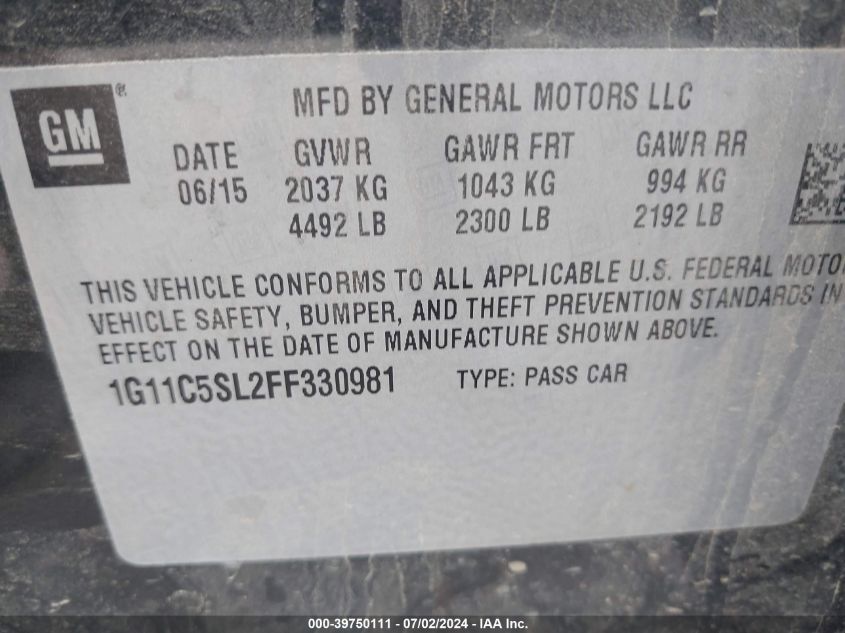 GM®
MFD BY GENERAL MOTORS LLC
DATE GVWR GAWR FRT GAWR RR
06/15 2037 KG 1043 KG 994 KG
4492 LB 2300 LB 2192 LB
THIS VEHICLE CONFORMS TO ALL APPLICABLE U.S. FEDERAL MOTO
VEHICLE SAFETY, BUMPER, AND THEFT PREVENTION STANDARDS IN
EFFECT ON THE DATE OF MANUFACTURE SHOWN ABOVE.
1G11C5SL2FF330981 TYPE: PASS CAR
000-39750111 - 07/02/2024 - IAA Inc.